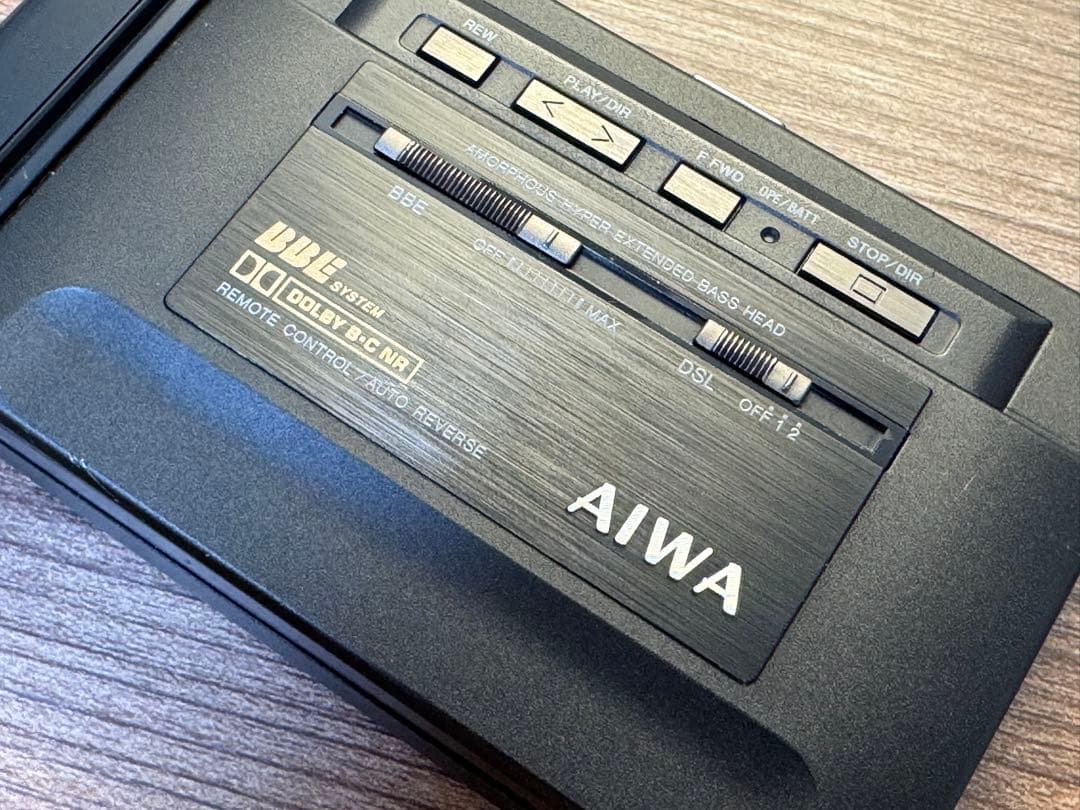 REW
PLAY/DIR
< >
F.FWD
OPE/BATT
STOP/DIR
AMORPHOUS HYPER-EXTENDED-BASS HEAD
BBE
OFF MAX
DSL
OFF 1 2
BBE SYSTEM
DOLBY B·C NR
REMOTE CONTROL/AUTO REVERSE
AIWA